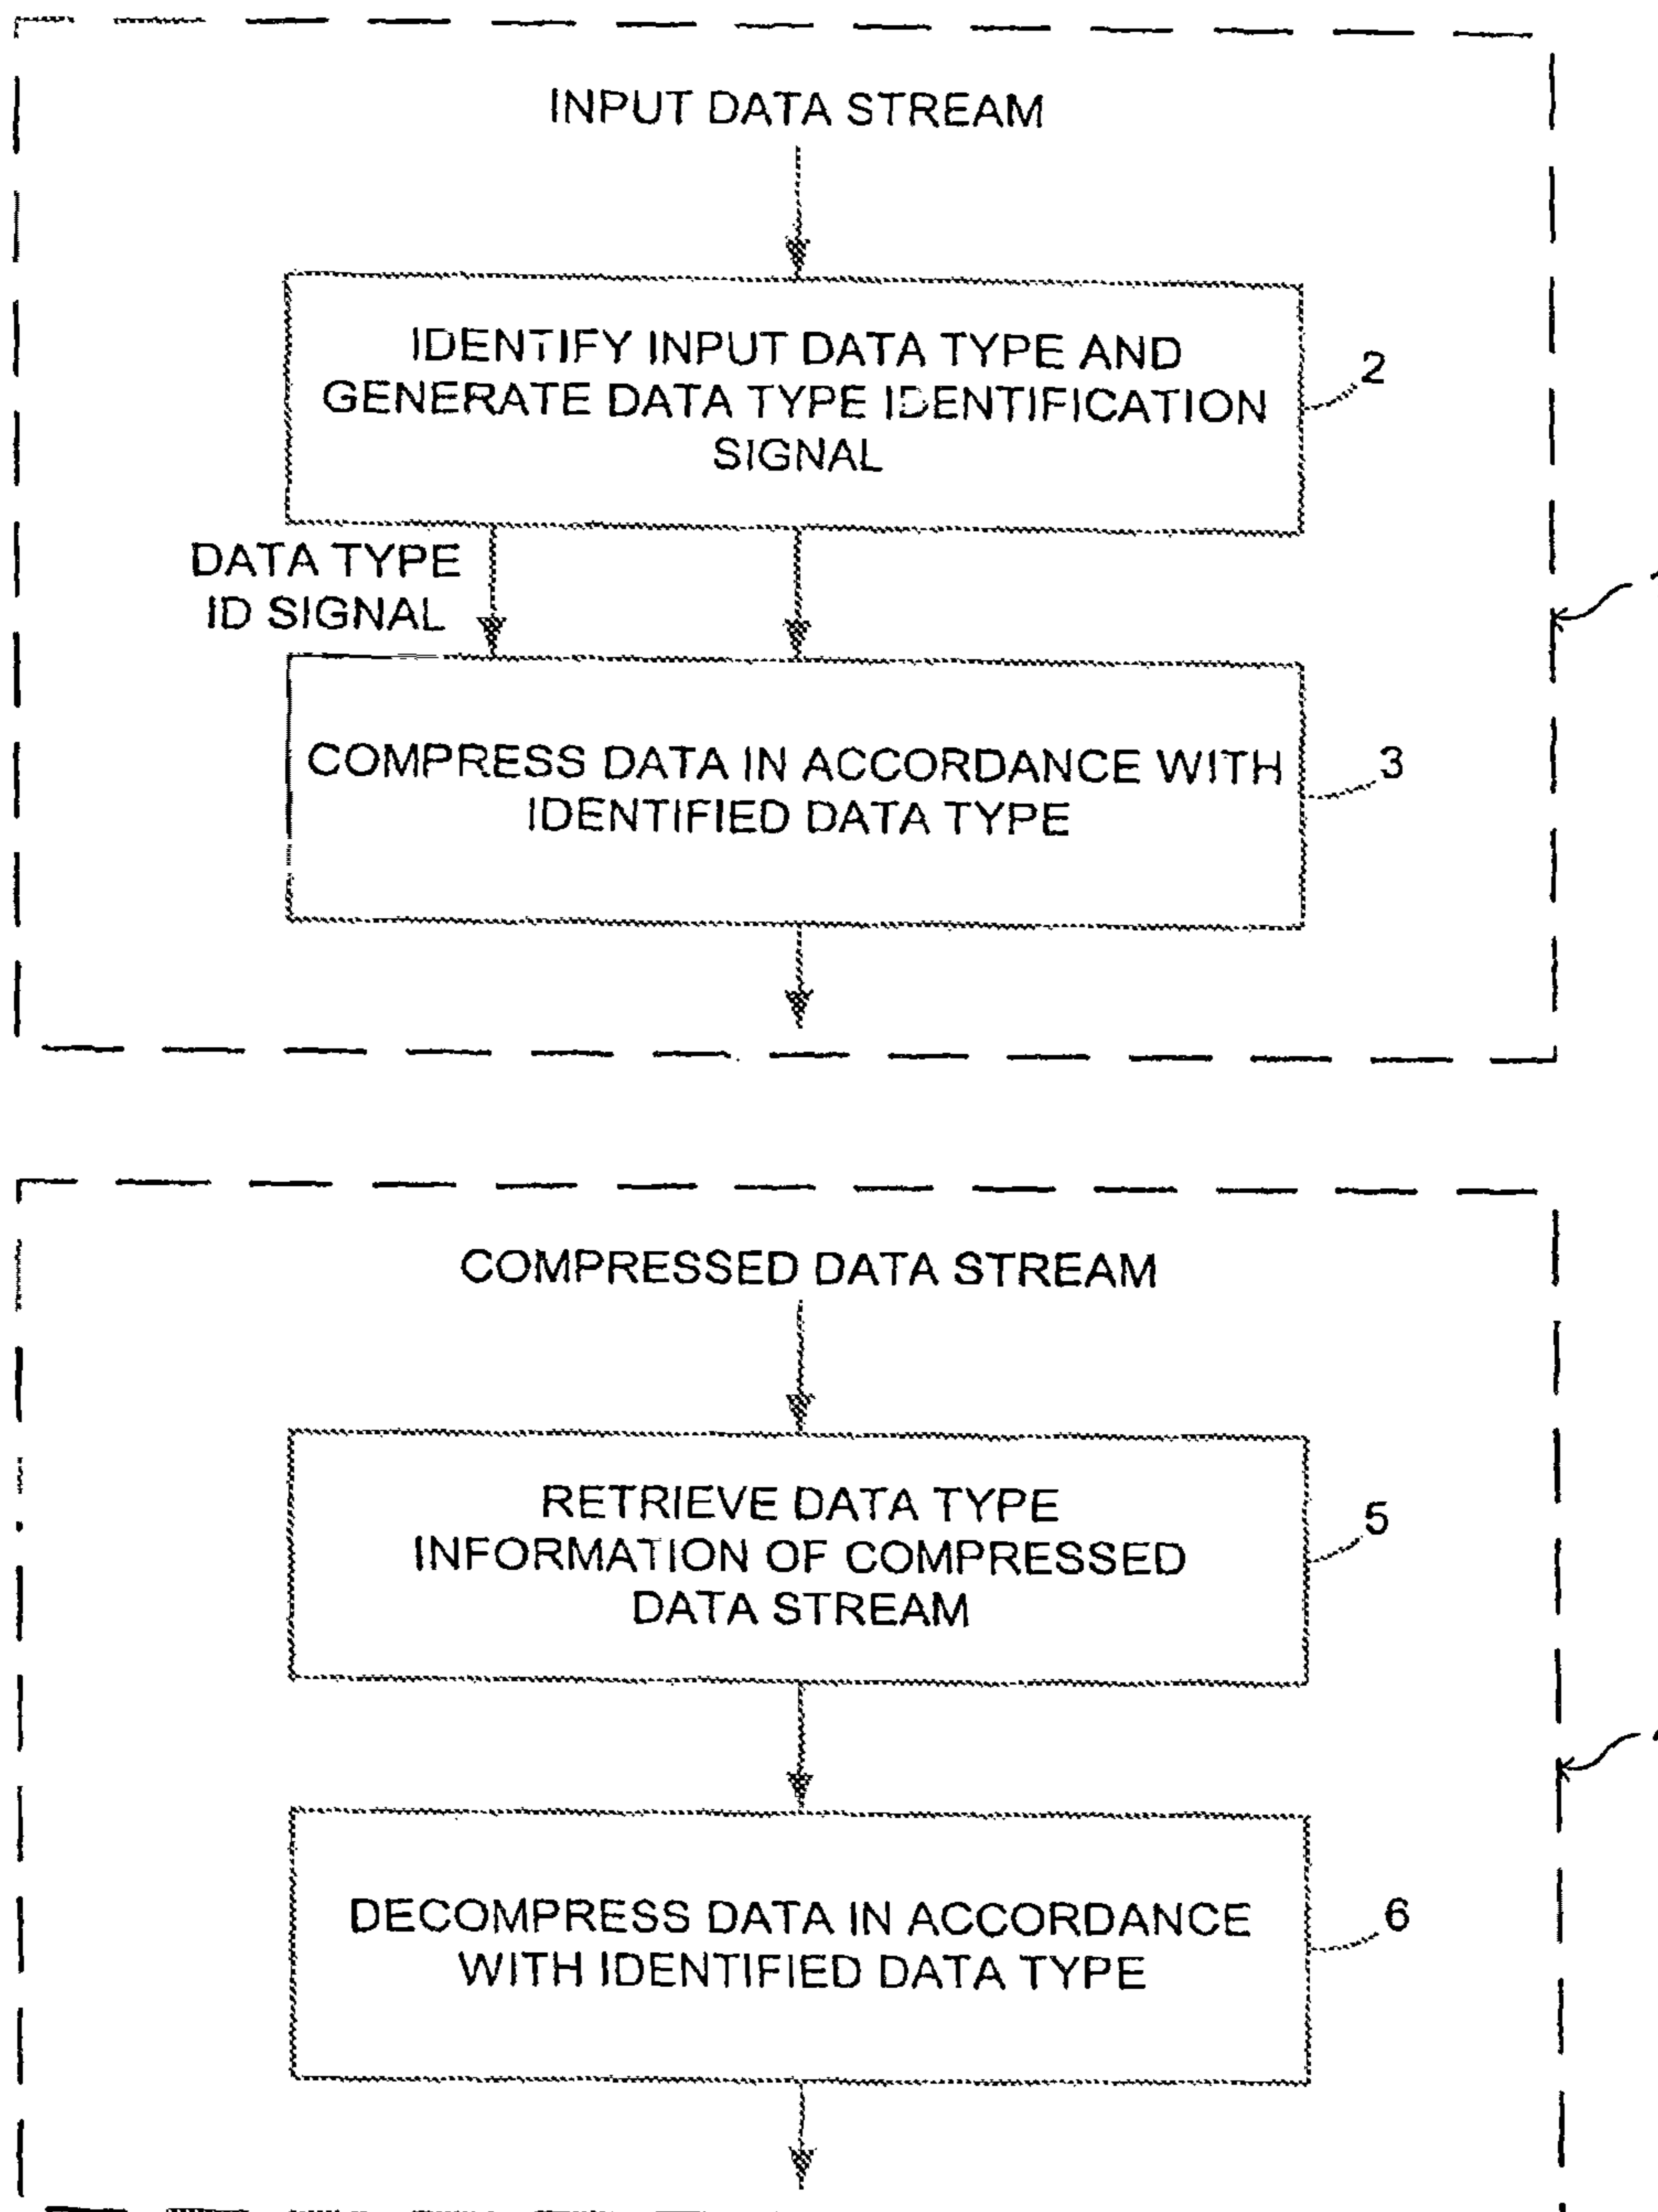 INPUT DATA STREAM
IDENTIFY INPUT DATA TYPE AND
GENERATE DATA TYPE IDENTIFICATION
SIGNAL
2
DATA TYPE
ID SIGNAL
COMPRESS DATA IN ACCORDANCE WITH
IDENTIFIED DATA TYPE
3
COMPRESSED DATA STREAM
RETRIEVE DATA TYPE
INFORMATION OF COMPRESSED
DATA STREAM
5
DECOMPRESS DATA IN ACCORDANCE
WITH IDENTIFIED DATA TYPE
6